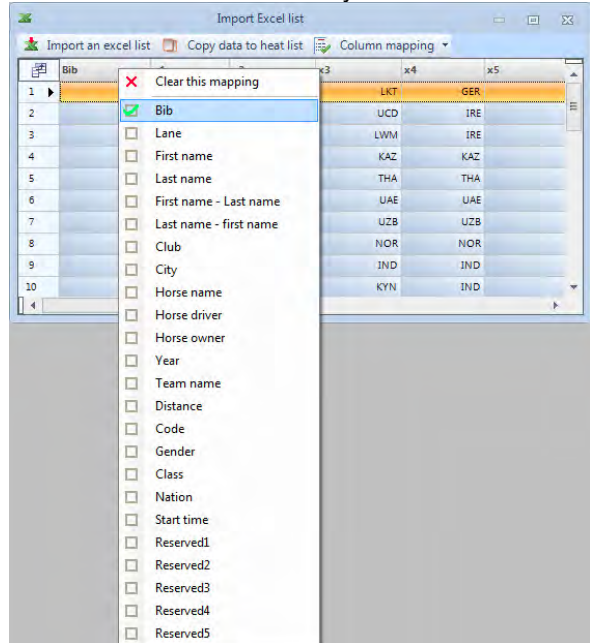 Import Excel list
Import an excel list Copy data to heat list Column mapping
Bib x3 x4 x5
1 LKT GER
2 UCD IRE
3 LWM IRE
4 KAZ KAZ
5 THA THA
6 UAE UAE
7 UZB UZB
8 NOR NOR
9 IND IND
10 KYN IND
Clear this mapping
Bib
Lane
First name
Last name
First name - Last name
Last name - first name
Club
City
Horse name
Horse driver
Horse owner
Year
Team name
Distance
Code
Gender
Class
Nation
Start time
Reserved1
Reserved2
Reserved3
Reserved4
Reserved5